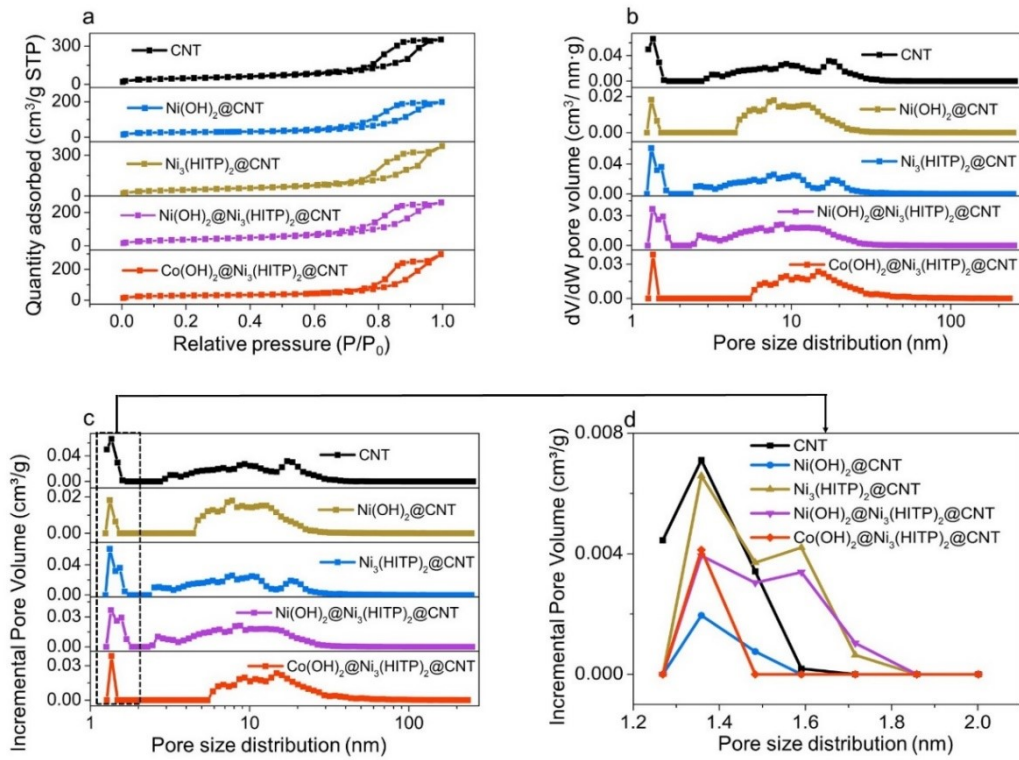 a
Quantity adsorbed (cm³/g STP)
300
0
200
0
300
0
200
0
300
0
CNT
Ni(OH)₂@CNT
Ni₃(HITP)₂@CNT
Ni(OH)₂@Ni₃(HITP)₂@CNT
Co(OH)₂@Ni₃(HITP)₂@CNT
0.0 0.2 0.4 0.6 0.8 1.0
Relative pressure (P/P₀)
b
dV/dW pore volume (cm³/ nm·g)
0.04
0.00
0.02
0.00
0.04
0.00
0.03
0.00
0.03
0.00
CNT
Ni(OH)₂@CNT
Ni₃(HITP)₂@CNT
Ni(OH)₂@Ni₃(HITP)₂@CNT
Co(OH)₂@Ni₃(HITP)₂@CNT
1 10 100
Pore size distribution (nm)
c
Incremental Pore Volume (cm³/g)
0.04
0.00
0.02
0.00
0.04
0.00
0.03
0.00
0.03
0.00
CNT
Ni(OH)₂@CNT
Ni₃(HITP)₂@CNT
Ni(OH)₂@Ni₃(HITP)₂@CNT
Co(OH)₂@Ni₃(HITP)₂@CNT
1 10 100
Pore size distribution (nm)
d
Incremental Pore Volume (cm³/g)
0.008
0.004
0.000
CNT
Ni(OH)₂@CNT
Ni₃(HITP)₂@CNT
Ni(OH)₂@Ni₃(HITP)₂@CNT
Co(OH)₂@Ni₃(HITP)₂@CNT
1.2 1.4 1.6 1.8 2.0
Pore size distribution (nm)